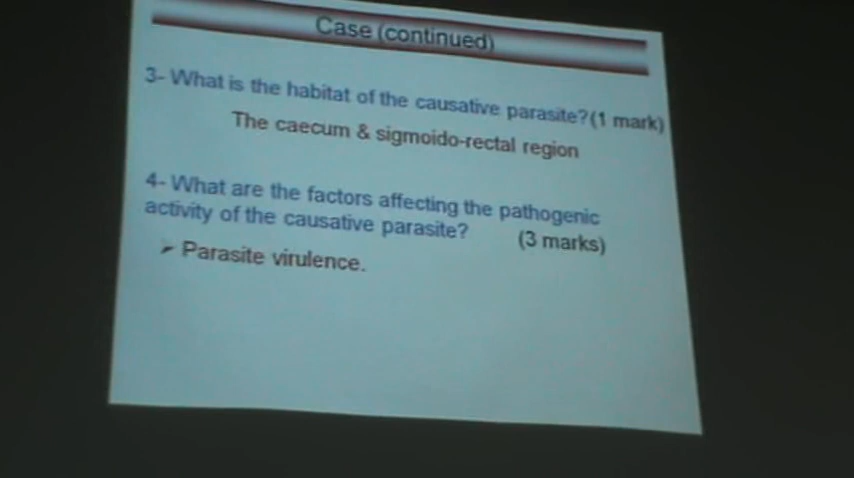 Case (continued)
3- What is the habitat of the causative parasite?(1 mark)
The caecum & sigmoido-rectal region
4- What are the factors affecting the pathogenic
activity of the causative parasite? (3 marks)
➢ Parasite virulence.